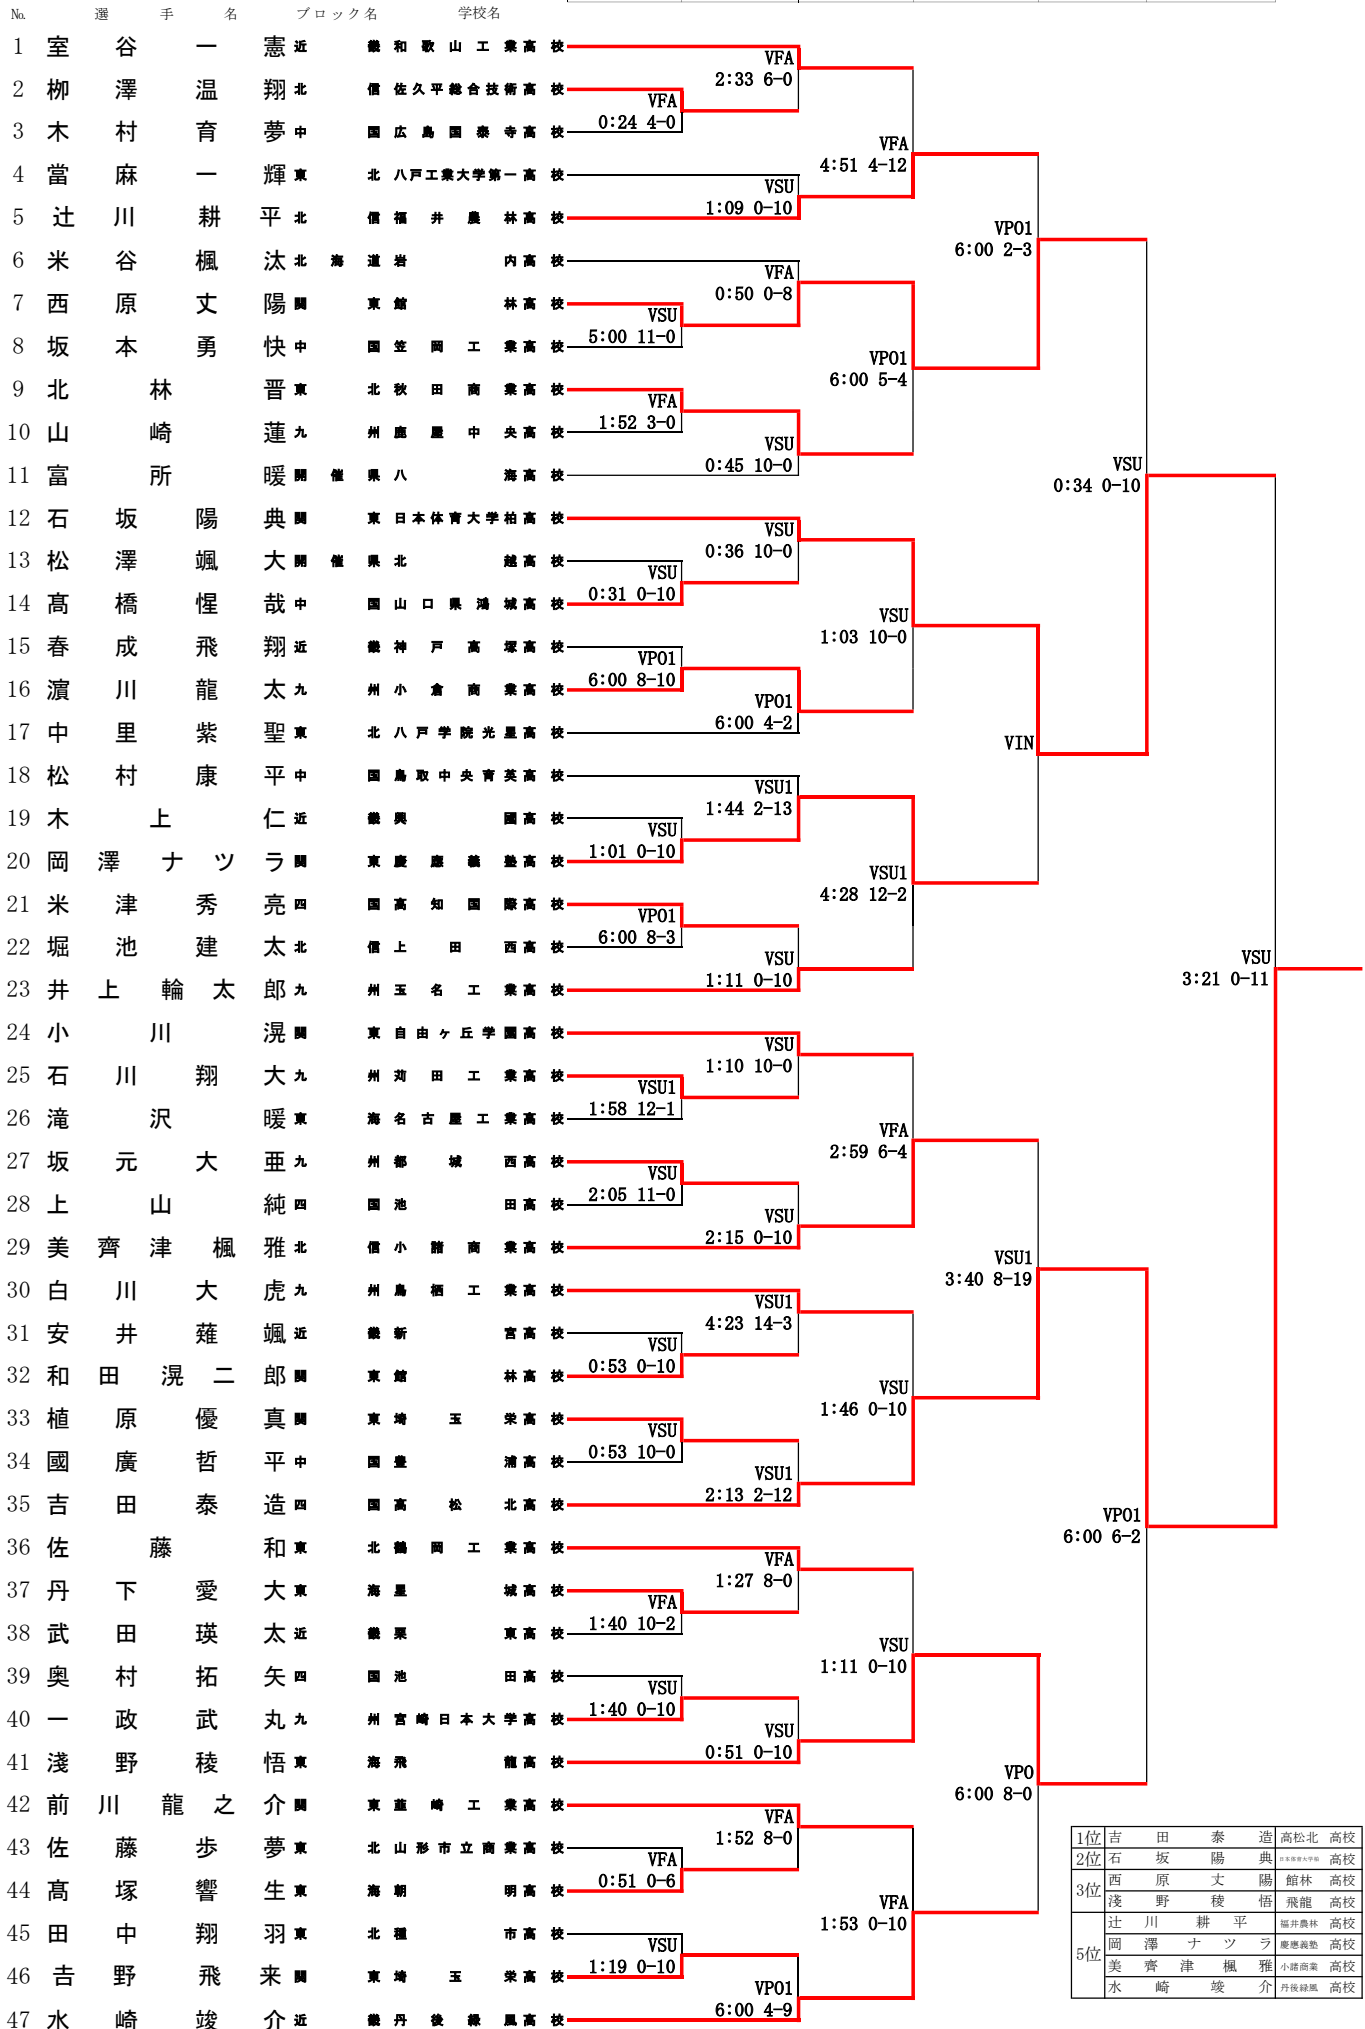 № 選手名 ブロック名 学校名
1 室谷一憲 近畿 和歌山工業高校
VFA
2:33 6-0
2 栁澤温翔 北信 佐久平総合技術高校
VFA
0:24 4-0
3 木村育夢 中国 広島国泰寺高校
VFA
4:51 4-12
4 當麻一輝 東北 八戸工業大学第一高校
VSU
1:09 0-10
5 辻川耕平 北信 福井農林高校
VPO1
6:00 2-3
6 米谷楓汰 北海道 岩内高校
VFA
0:50 0-8
7 西原丈陽 関東 館林高校
VSU
5:00 11-0
8 坂本勇快 中国 笠岡工業高校
VPO1
6:00 5-4
9 北林晋 東北 秋田商業高校
VFA
1:52 3-0
10 山崎蓮 九州 鹿屋中央高校
VSU
0:45 10-0
11 富所暖 開催県 八海高校
VSU
0:34 0-10
12 石坂陽典 関東 日本体育大学柏高校
VSU
0:36 10-0
13 松澤颯大 開催県 北越高校
VSU
0:31 0-10
14 髙橋惺哉 中国 山口県鴻城高校
VSU
1:03 10-0
15 春成飛翔 近畿 神戸高塚高校
VPO1
6:00 8-10
16 濵川龍太 九州 小倉商業高校
VPO1
6:00 4-2
17 中里紫聖 東北 八戸学院光星高校
VIN
18 松村康平 中国 鳥取中央育英高校
VSU1
1:44 2-13
19 木上仁 近畿 興國高校
VSU
1:01 0-10
20 岡澤ナツラ 関東 慶應義塾高校
VSU1
4:28 12-2
21 米津秀亮 四国 高知国際高校
VPO1
6:00 8-3
22 堀池建太 北信 上田西高校
VSU
1:11 0-10
23 井上輪太郎 九州 玉名工業高校
VSU
3:21 0-11
24 小川滉 関東 自由ヶ丘学園高校
VSU
1:10 10-0
25 石川翔大 九州 苅田工業高校
VSU1
1:58 12-1
26 滝沢暖 東海 名古屋工業高校
VFA
2:59 6-4
27 坂元大亜 九州 都城西高校
VSU
2:05 11-0
28 上山純 四国 池田高校
VSU
2:15 0-10
29 美齊津楓雅 北信 小諸商業高校
VSU1
3:40 8-19
30 白川大虎 九州 鳥栖工業高校
VSU1
4:23 14-3
31 安井薙颯 近畿 新宮高校
VSU
0:53 0-10
32 和田滉二郎 関東 館林高校
VSU
1:46 0-10
33 植原優真 関東 埼玉栄高校
VSU
0:53 10-0
34 國廣哲平 中国 豊浦高校
VSU1
2:13 2-12
35 吉田泰造 四国 高松北高校
VPO1
6:00 6-2
36 佐藤和 東北 鶴岡工業高校
VFA
1:27 8-0
37 丹下愛大 東海 星城高校
VFA
1:40 10-2
38 武田瑛太 近畿 栗東高校
VSU
1:11 0-10
39 奥村拓矢 四国 池田高校
VSU
1:40 0-10
40 一政武丸 九州 宮崎日本大学高校
VSU
0:51 0-10
41 淺野稜悟 東海 飛龍高校
VPO
6:00 8-0
42 前川龍之介 関東 韮崎工業高校
VFA
1:52 8-0
43 佐藤歩夢 東北 山形市立商業高校
VFA
0:51 0-6
44 髙塚響生 東海 朝明高校
VFA
1:53 0-10
45 田中翔羽 東北 種市高校
VSU
1:19 0-10
46 吉野飛来 関東 埼玉栄高校
VPO1
6:00 4-9
47 水崎竣介 近畿 丹後緑風高校
1位 吉田泰造 高松北 高校
2位 石坂陽典 日本体育大学柏 高校
3位 西原丈陽 館林 高校
淺野稜悟 飛龍 高校
5位 辻川耕平 福井農林 高校
岡澤ナツラ 慶應義塾 高校
美齊津楓雅 小諸商業 高校
水崎竣介 丹後緑風 高校